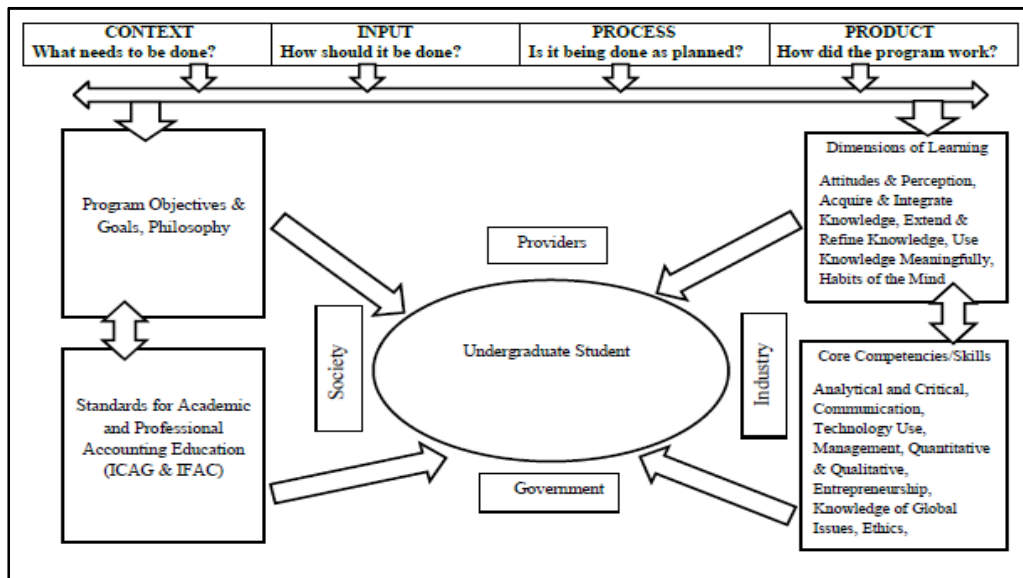 CONTEXT
What needs to be done?
INPUT
How should it be done?
PROCESS
Is it being done as planned?
PRODUCT
How did the program work?
Program Objectives &
Goals, Philosophy
Dimensions of Learning
Attitudes & Perception,
Acquire & Integrate
Knowledge, Extend &
Refine Knowledge, Use
Knowledge Meaningfully,
Habits of the Mind
Providers
Society
Undergraduate Student
Industry
Government
Standards for Academic
and Professional
Accounting Education
(ICAG & IFAC)
Core Competencies/Skills
Analytical and Critical,
Communication,
Technology Use,
Management, Quantitative
& Qualitative,
Entrepreneurship,
Knowledge of Global
Issues, Ethics,